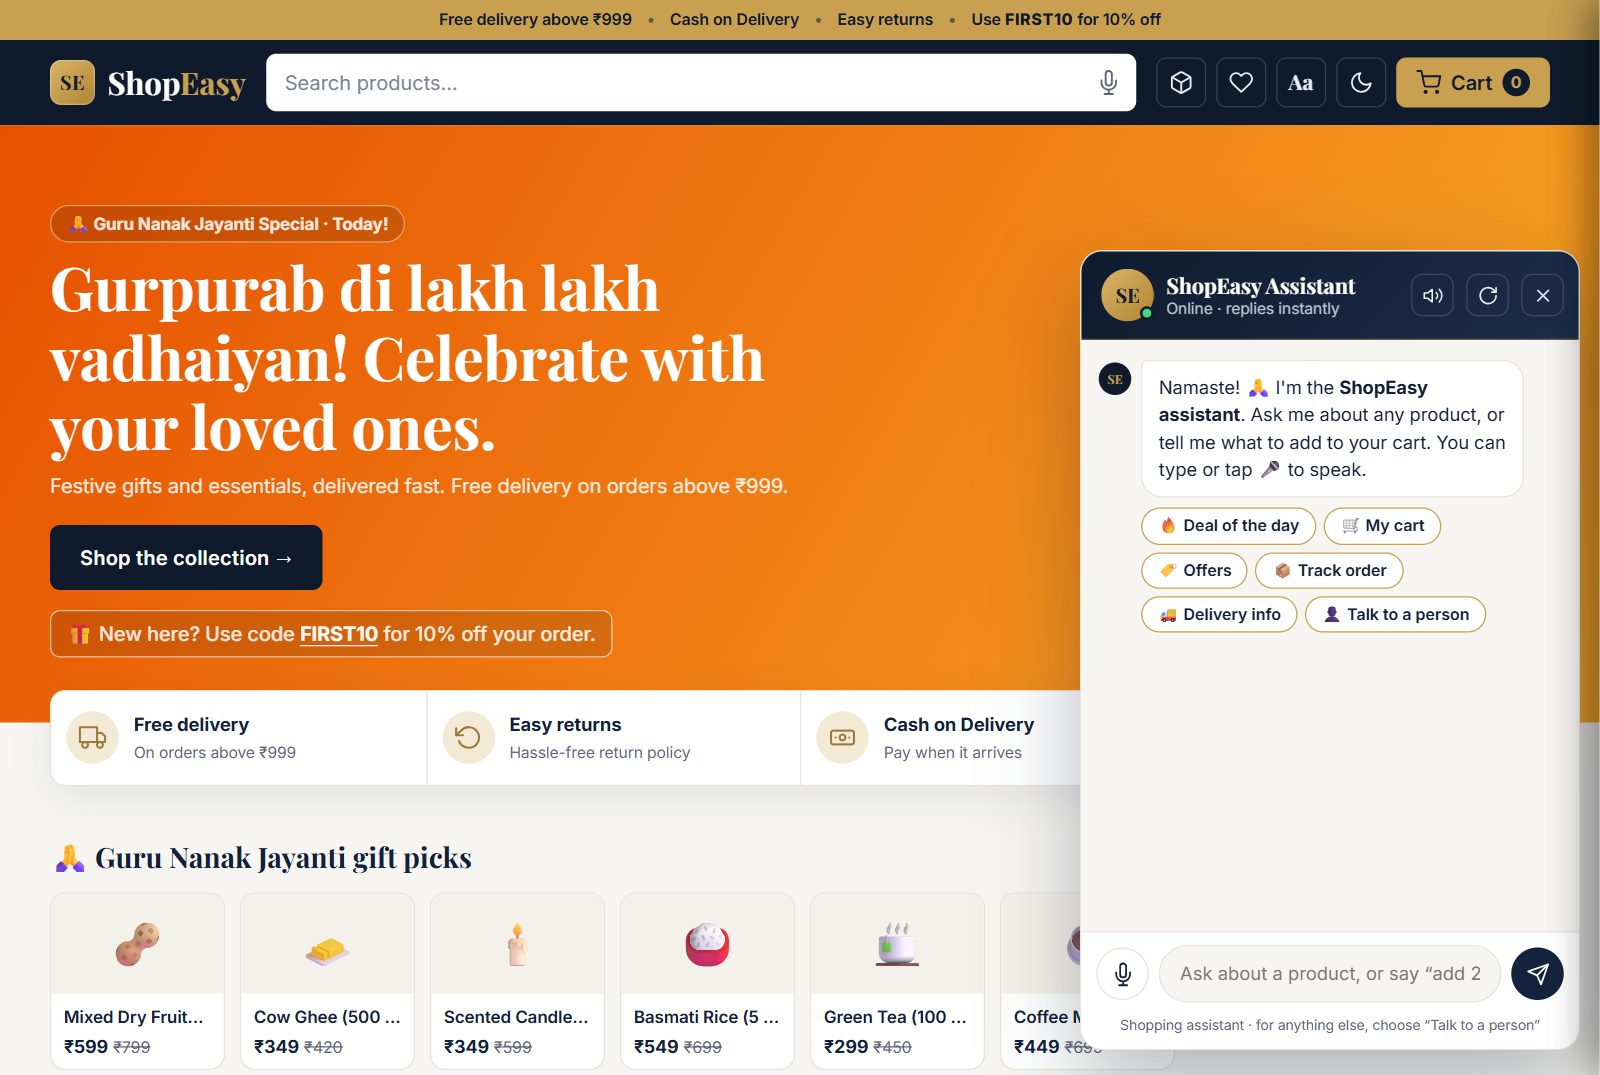 Free delivery above ₹999 • Cash on Delivery • Easy returns • Use FIRST10 for 10% off
SE ShopEasy
Search products...
Aa
Cart 0
🙏 Guru Nanak Jayanti Special · Today!
Gurpurab di lakh lakh
vadhaiyan! Celebrate with
your loved ones.
Festive gifts and essentials, delivered fast. Free delivery on orders above ₹999.
Shop the collection →
🎁 New here? Use code FIRST10 for 10% off your order.
Free delivery
On orders above ₹999
Easy returns
Hassle-free return policy
Cash on Delivery
Pay when it arrives
🙏 Guru Nanak Jayanti gift picks
Mixed Dry Fruit...
₹599 ₹799
Cow Ghee (500 ...
₹349 ₹420
Scented Candle...
₹349 ₹599
Basmati Rice (5 ...
₹549 ₹699
Green Tea (100 ...
₹299 ₹450
Coffee
₹449
SE
ShopEasy Assistant
Online · replies instantly
SE
Namaste! 🙏 I'm the ShopEasy
assistant. Ask me about any product, or
tell me what to add to your cart. You can
type or tap 🎤 to speak.
🔥 Deal of the day
🛒 My cart
🏷️ Offers
📦 Track order
🚚 Delivery info
👤 Talk to a person
Ask about a product, or say “add 2
Shopping assistant · for anything else, choose “Talk to a person”